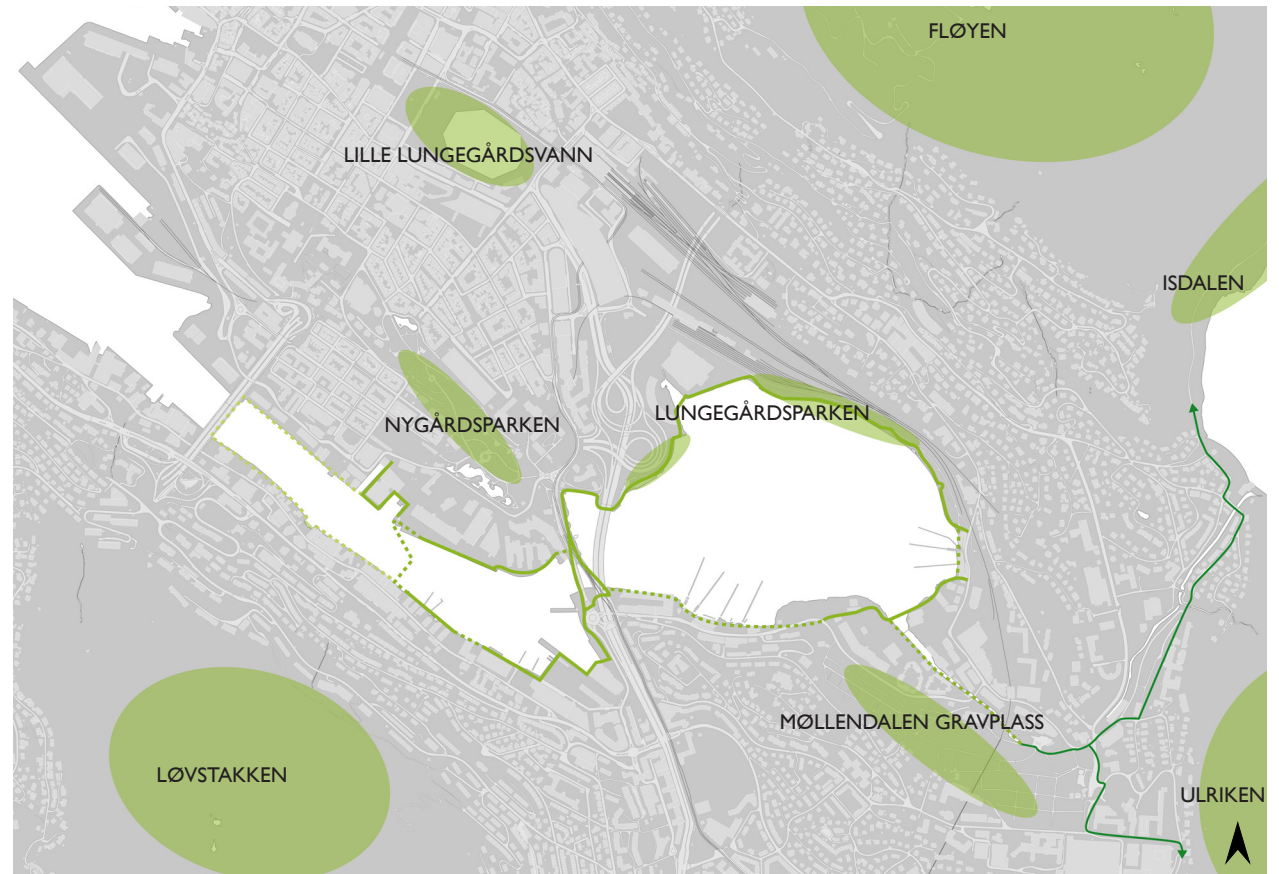 FLØYEN
LILLE LUNGEGÅRDSVANN
ISDALEN
LUNGEGÅRDSPARKEN
NYGÅRDSPARKEN
MØLLENDALEN GRAVPLASS
LØVSTAKKEN
ULRIKEN